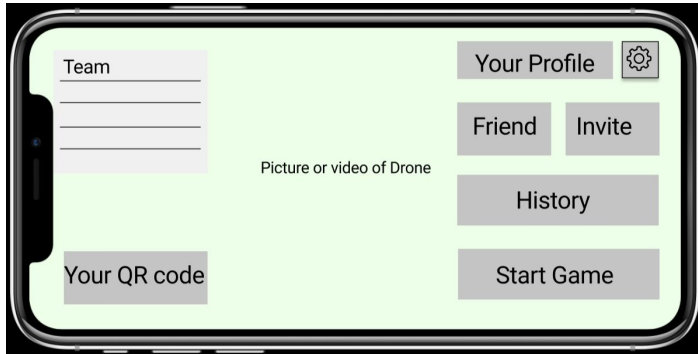 Team
Your Profile
Friend
Invite
Picture or video of Drone
History
Your QR code
Start Game